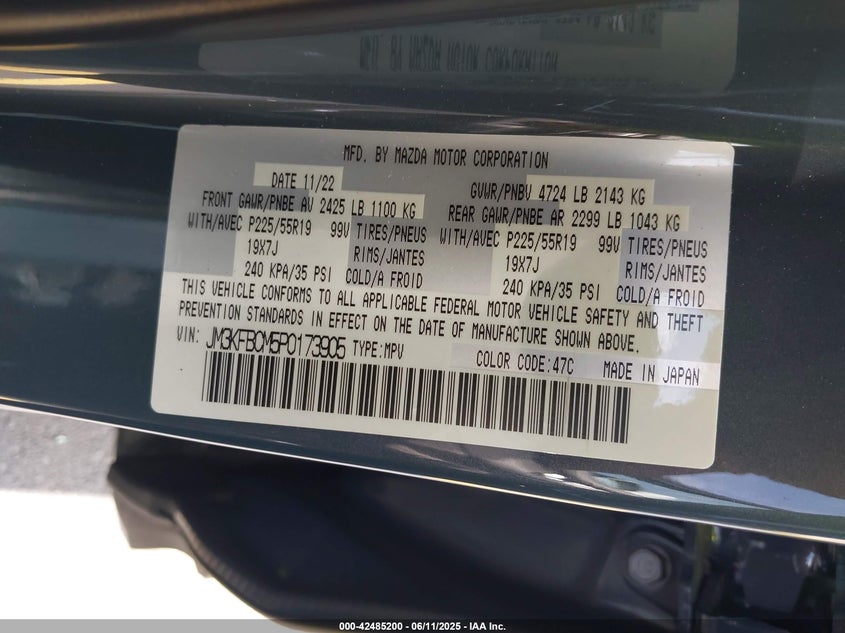 MFD. BY MAZDA MOTOR CORPORATION
DATE 11/22 GVWR/PNBV 4724 LB 2143 KG
FRONT GAWR/PNBE AV 2425 LB 1100 KG REAR GAWR/PNBE AR 2299 LB 1043 KG
WITH/AVEC P225/55R19 99V TIRES/PNEUS WITH/AVEC P225/55R19 99V TIRES/PNEUS
19X7J RIMS/JANTES 19X7J RIMS/JANTES
240 KPA/35 PSI COLD/A FROID 240 KPA/35 PSI COLD/A FROID
THIS VEHICLE CONFORMS TO ALL APPLICABLE FEDERAL MOTOR VEHICLE SAFETY AND THEFT
PREVENTION STANDARDS IN EFFECT ON THE DATE OF MANUFACTURE SHOWN ABOVE.
VIN: JM3KFBCM5P0173905 TYPE:MPV COLOR CODE:47C MADE IN JAPAN
000-42485200 - 06/11/2025 - IAA Inc.